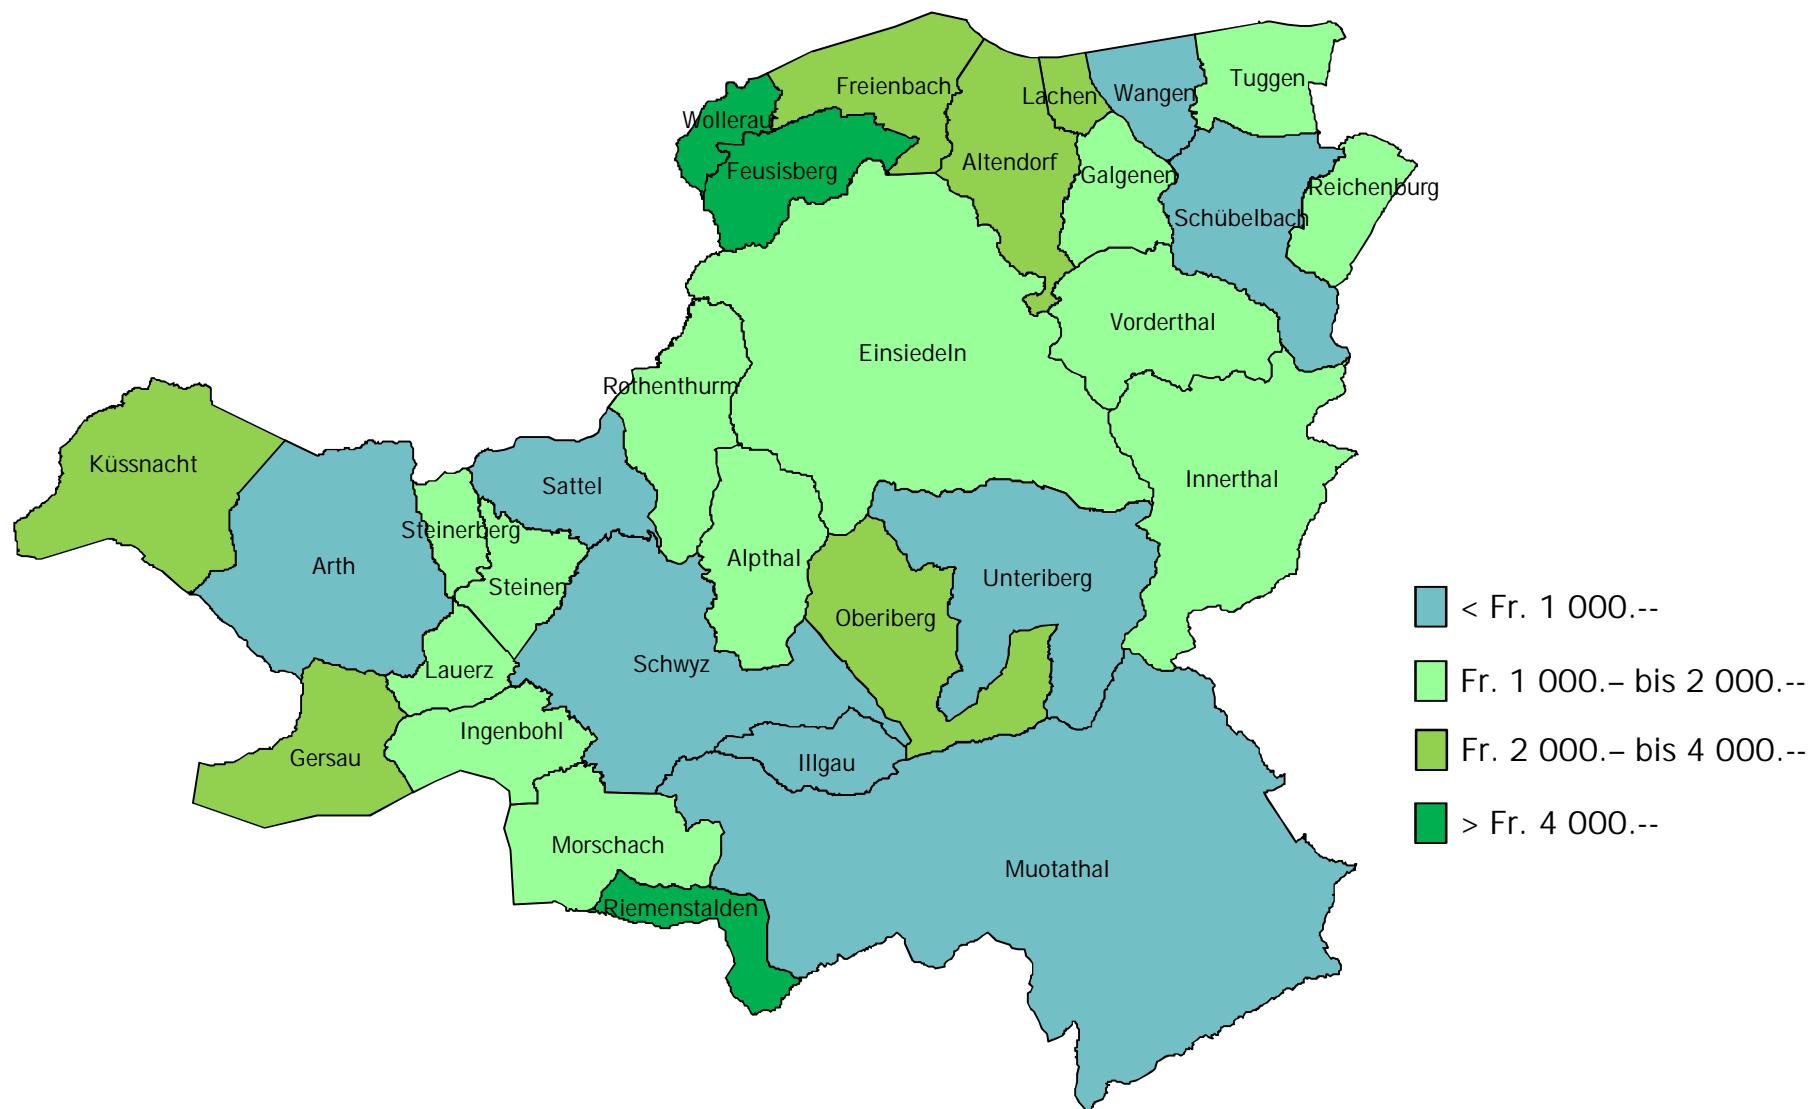 Freienbach
Lachen
Wangen
Tuggen
Wollerau
Feusisberg
Altendorf
Galgenen
Reichenburg
Schübelbach
Vorderthal
Einsiedeln
Rothenthurm
Küssnacht
Sattel
Innerthal
Steinerberg
Arth
Alpthal
Unteriberg
Steinen
Oberiberg
Lauerz
Schwyz
Ingenbohl
Gersau
Illgau
Morschach
Muotathal
Riemenstalden
< Fr. 1 000.--
Fr. 1 000.– bis 2 000.--
Fr. 2 000.– bis 4 000.--
> Fr. 4 000.--